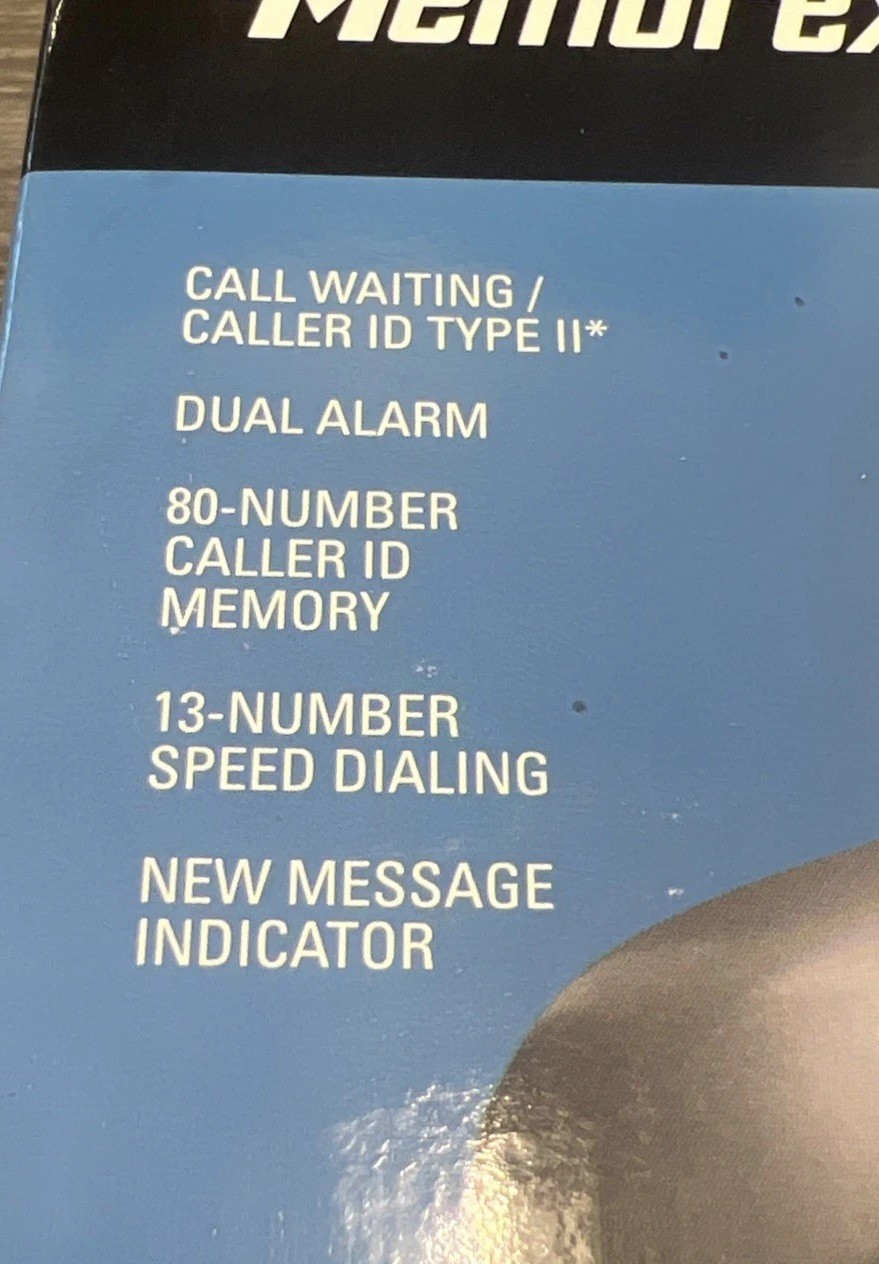 Memorex
CALL WAITING /
CALLER ID TYPE II*
DUAL ALARM
80-NUMBER
CALLER ID
MEMORY
13-NUMBER
SPEED DIALING
NEW MESSAGE
INDICATOR